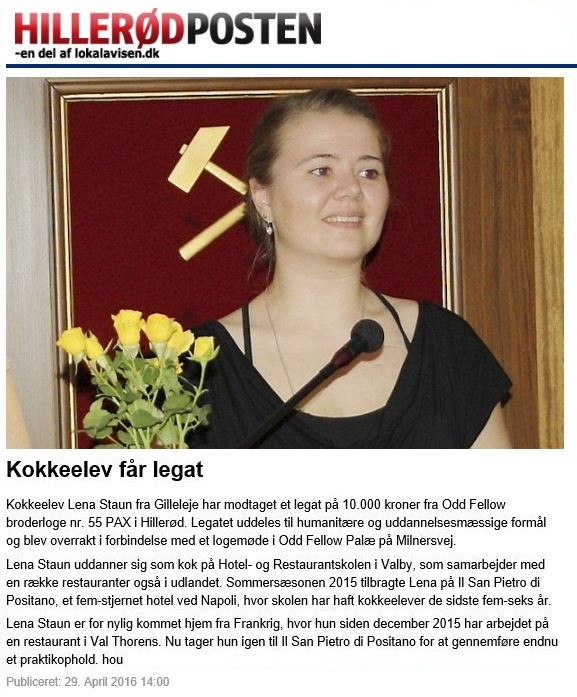 HILLERØDPOSTEN
-en del af lokalavisen.dk
Kokkeelev får legat
Kokkeelev Lena Staun fra Gilleleje har modtaget et legat på 10.000 kroner fra Odd Fellow
broderloge nr. 55 PAX i Hillerød. Legatet uddeles til humanitære og uddannelsesmæssige formål
og blev overrakt i forbindelse med et logemøde i Odd Fellow Palæ på Milnersvej.
Lena Staun uddanner sig som kok på Hotel- og Restaurantskolen i Valby, som samarbejder med
en række restauranter også i udlandet. Sommersæsonen 2015 tilbragte Lena på Il San Pietro di
Positano, et fem-stjernet hotel ved Napoli, hvor skolen har haft kokkeelever de sidste fem-seks år.
Lena Staun er for nylig kommet hjem fra Frankrig, hvor hun siden december 2015 har arbejdet på
en restaurant i Val Thorens. Nu tager hun igen til Il San Pietro di Positano for at gennemføre endnu
et praktikophold. hou
Publiceret: 29. April 2016 14:00